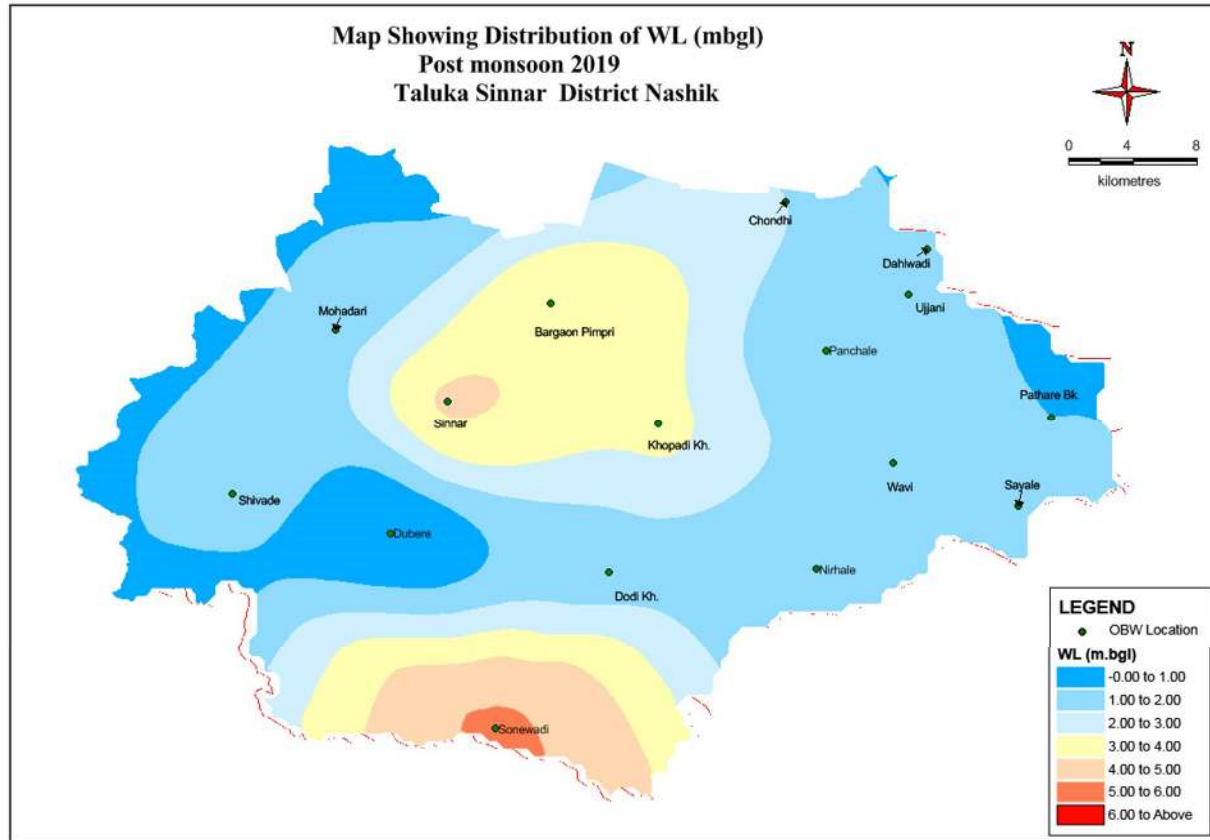 Map Showing Distribution of WL (mbgl)
Post monsoon 2019
Taluka Sinnar District Nashik
N
0 4 8
kilometres
Chondhi
Dahiwadi
Ujjani
Mohadari
Bargaon Pimpri
Panchale
Pathare Bk.
Sinnar
Khopadi Kh.
Wavi
Sayale
Shivade
Dubere
Nirhale
Dodi Kh.
Sonewadi
LEGEND
OBW Location
WL (m.bgl)
-0.00 to 1.00
1.00 to 2.00
2.00 to 3.00
3.00 to 4.00
4.00 to 5.00
5.00 to 6.00
6.00 to Above